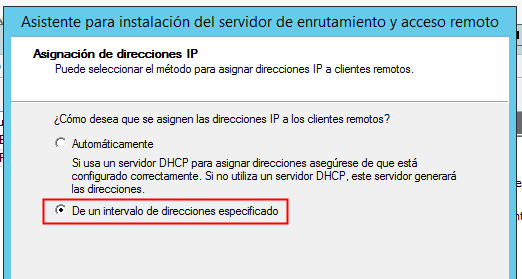 Asistente para instalación del servidor de enrutamiento y acceso remoto
Asignación de direcciones IP
Puede seleccionar el método para asignar direcciones IP a clientes remotos.
¿Cómo desea que se asignen las direcciones IP a los clientes remotos?
Automáticamente
Si usa un servidor DHCP para asignar direcciones asegúrese de que está
configurado correctamente. Si no utiliza un servidor DHCP, este servidor generará
las direcciones.
De un intervalo de direcciones especificado